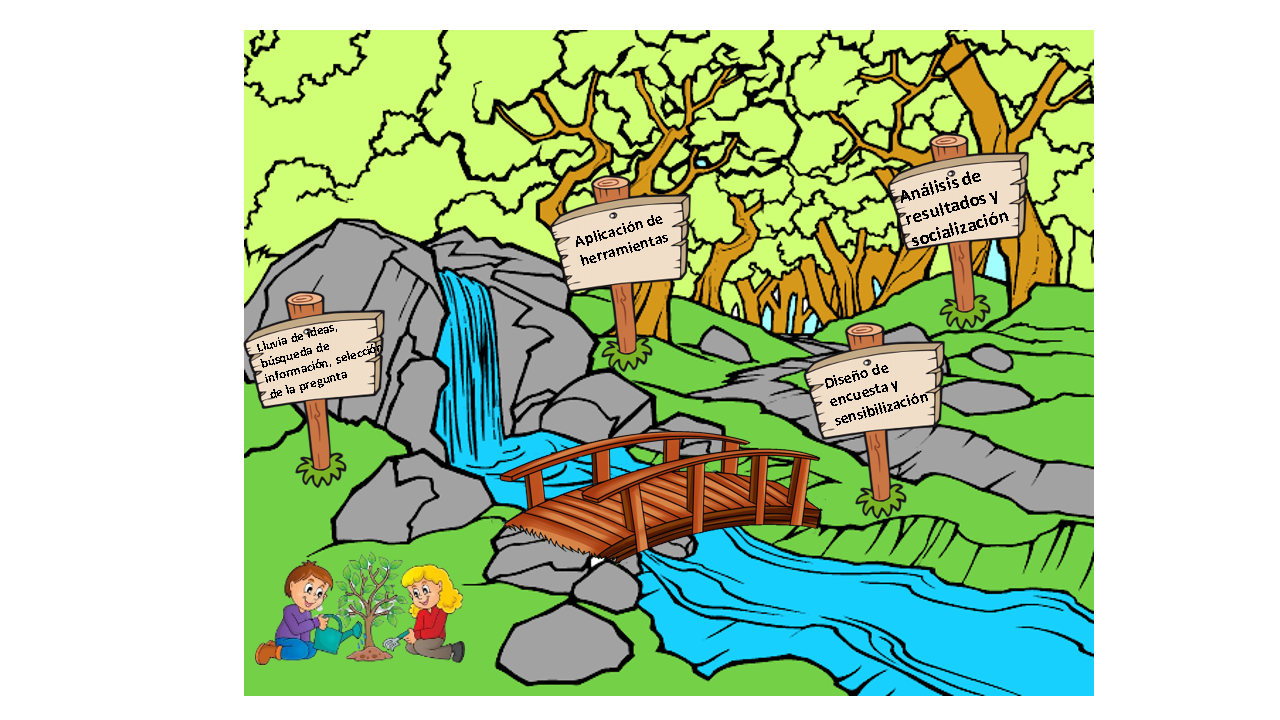 Lluvia de ideas,
búsqueda de
información, selección
de la pregunta
Aplicación de
herramientas
Diseño de
encuesta y
sensibilización
Análisis de
resultados y
socialización